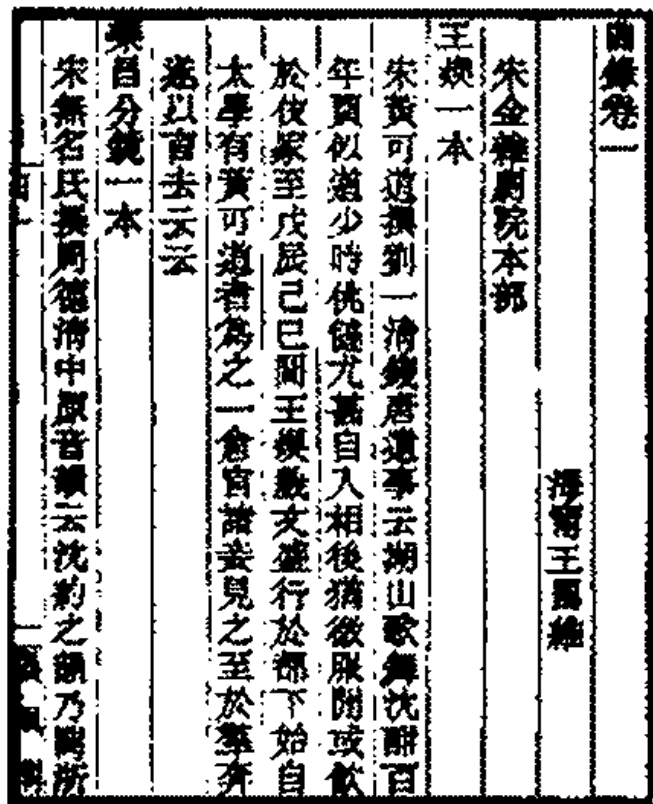 曲錄卷一
海甯王國維
宋金雜劇院本部
王煥一本
宋黃可道撰劉一清錢唐遺事云湖山歌舞沈酣百
年賈似道少時佻健尤甚自入相後猶微服閒或飲
於伎家至戊辰己巳閒王煥戲文盛行於都下始自
太學有黃可道者爲之一倉官諸妾見之至於羣奔
遂以言去云云
樂昌分鏡一本
宋無名氏撰周德清中原音韻云沈約之韻乃閩浙